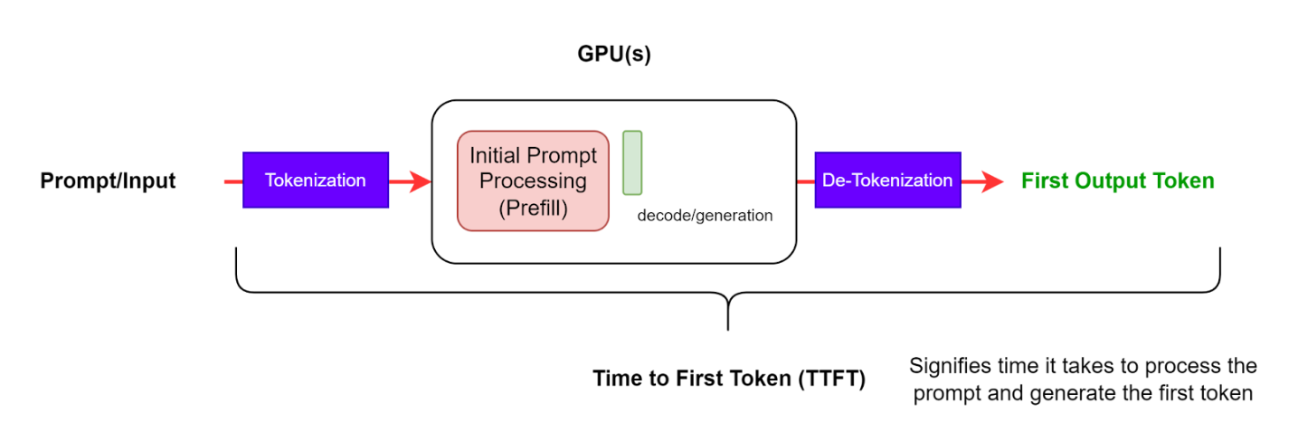 GPU(s)
Prompt/Input
Tokenization
Initial Prompt
Processing
(Prefill)
decode/generation
De-Tokenization
First Output Token
Time to First Token (TTFT)
Signifies time it takes to process the
prompt and generate the first token